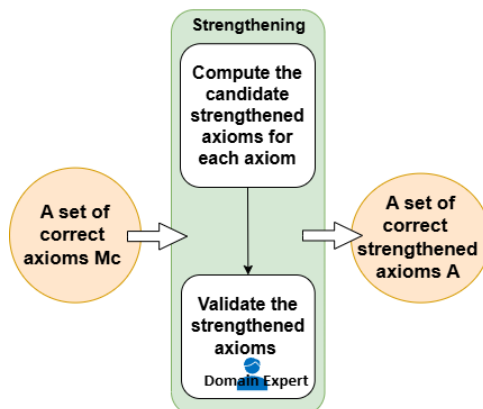 Strengthening
Compute the
candidate
strengthened
axioms for
each axiom
A set of
correct
axioms Mc
A set of
correct
strengthened
axioms A
Validate the
strengthened
axioms
Domain Expert